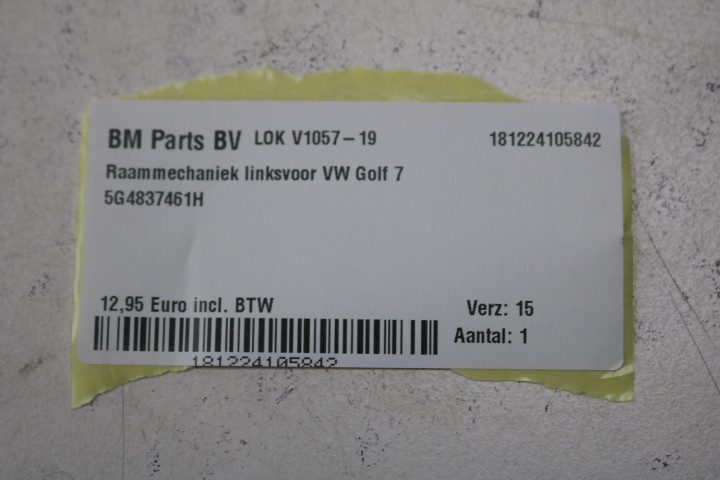 BM Parts BV LOK V1057-19 181224105842
Raammechaniek linksvoor VW Golf 7
5G4837461H
12,95 Euro incl. BTW Verz: 15
Aantal: 1
181224105842